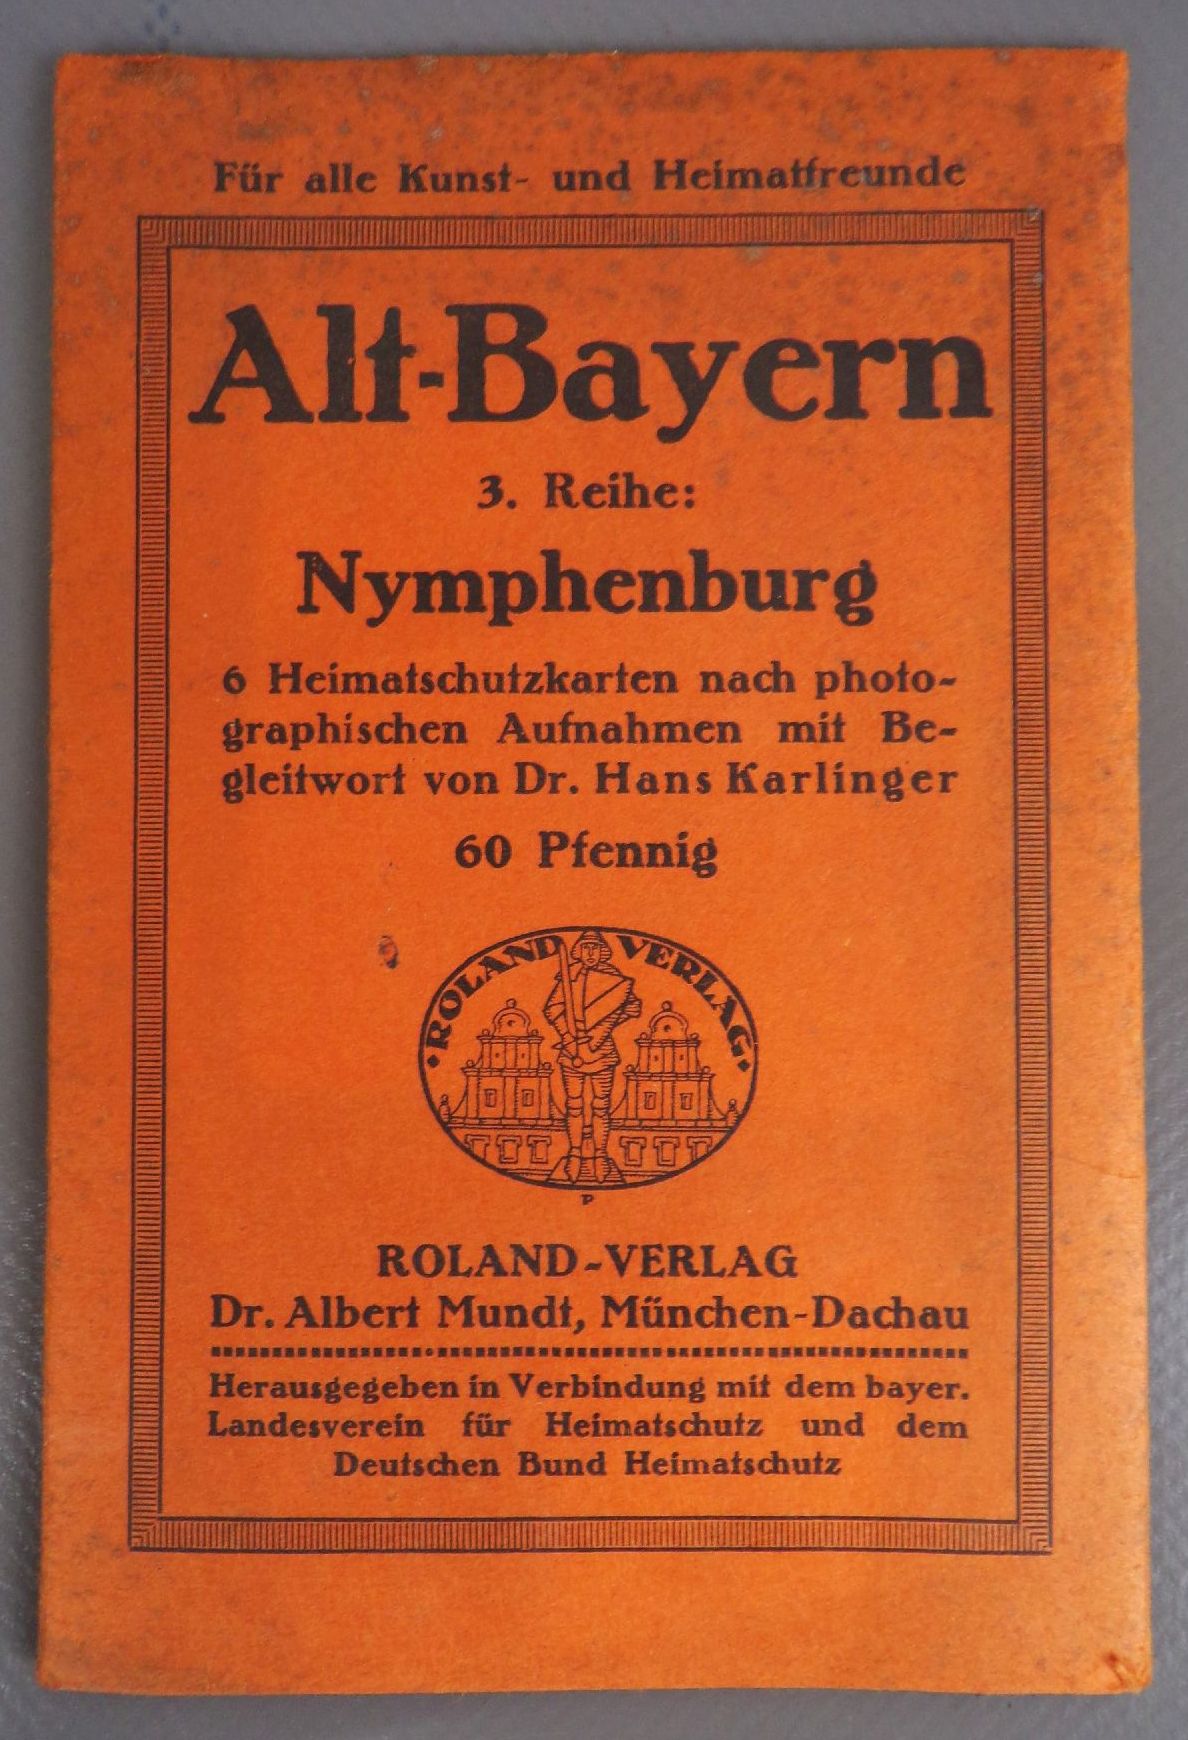 Für alle Kunst- und Heimatfreunde
Alt-Bayern
3. Reihe:
Nymphenburg
6 Heimatschutzkarten nach photo-
graphischen Aufnahmen mit Be-
gleitwort von Dr. Hans Karlinger
60 Pfennig
• ROLAND VERLAG •
P
ROLAND-VERLAG
Dr. Albert Mundt, München-Dachau
Herausgegeben in Verbindung mit dem bayer.
Landesverein für Heimatschutz und dem
Deutschen Bund Heimatschutz